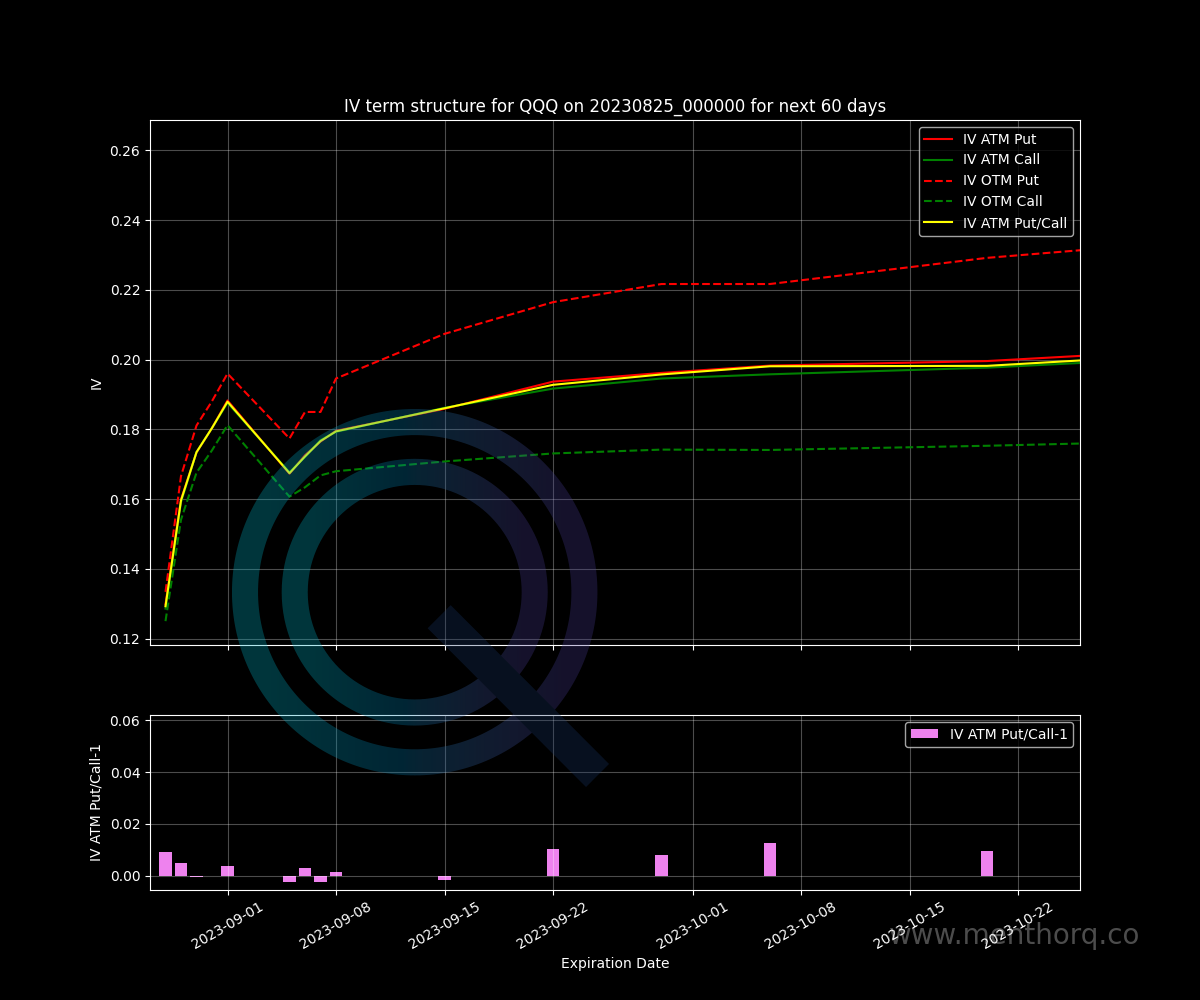 IV term structure for QQQ on 20230825_000000 for next 60 days
IV ATM Put
IV ATM Call
IV OTM Put
IV OTM Call
IV ATM Put/Call
0.26
0.24
0.22
0.20
0.18
0.16
0.14
0.12
IV
IV ATM Put/Call-1
0.06
0.04
0.02
0.00
IV ATM Put/Call-1
2023-09-01
2023-09-08
2023-09-15
2023-09-22
2023-10-01
2023-10-08
2023-10-15
2023-10-22
www.menthorq.co
Expiration Date